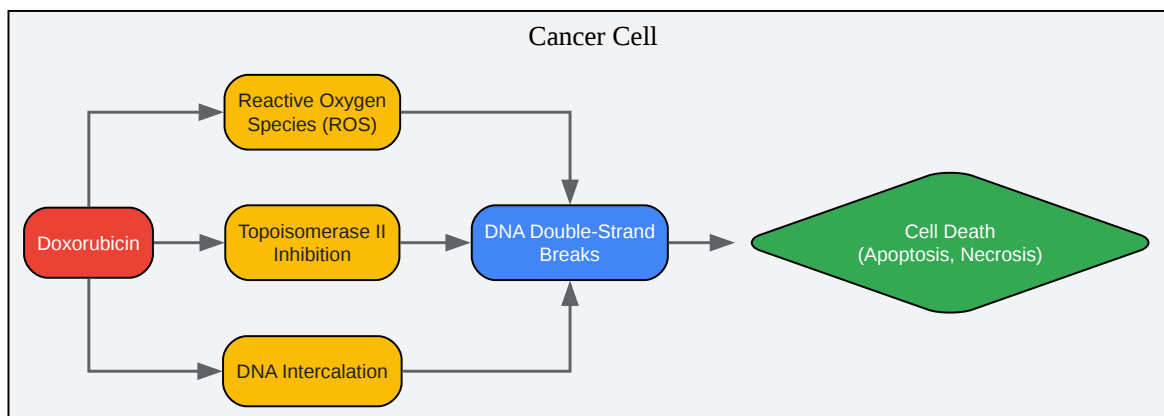 Cancer Cell
Reactive Oxygen
Species (ROS)
Doxorubicin
Topoisomerase II
Inhibition
DNA Double-Strand
Breaks
Cell Death
(Apoptosis, Necrosis)
DNA Intercalation